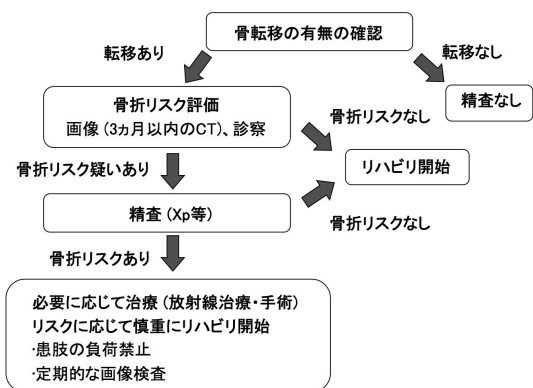 骨転移の有無の確認
転移あり
転移なし
骨折リスク評価
画像(3ヵ月以内のCT)、診察
精査なし
骨折リスクなし
骨折リスク疑いあり
リハビリ開始
精査(Xp等)
骨折リスクなし
骨折リスクあり
必要に応じて治療(放射線治療・手術)
リスクに応じて慎重にリハビリ開始
・患肢の負荷禁止
・定期的な画像検査